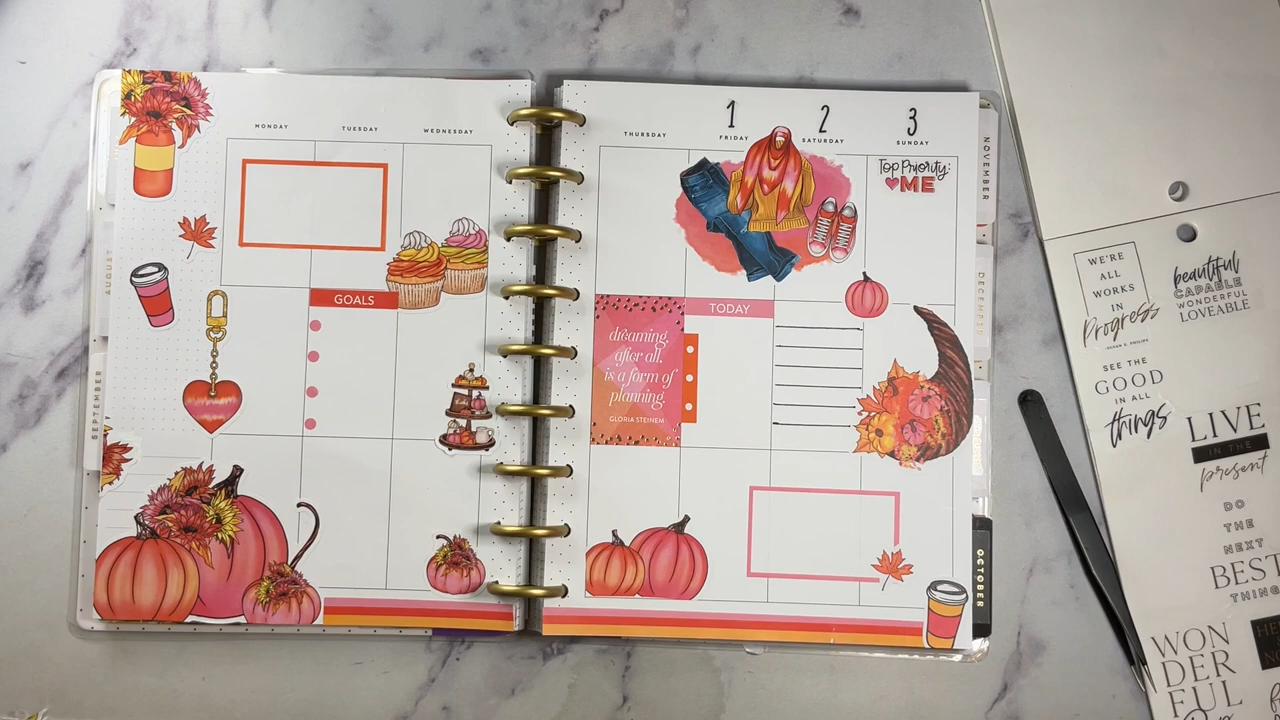 MONDAY
TUESDAY
WEDNESDAY
GOALS
AUGUST
SEPTEMBER
1
2
3
THURSDAY
FRIDAY
SATURDAY
SUNDAY
TOP PRIORITY:
ME
TODAY
dreaming,
after all,
is a form of
planning.
GLORIA STEINEM
NOVEMBER
DECEMBER
OCTOBER
WE'RE
ALL
WORKS
IN
Progress
beautiful
CAPABLE
WONDERFUL
LOVEABLE
SEE THE
GOOD
IN ALL
things
LIVE
IN THE
present
DO
THE
NEXT
BEST
THING
WON
DER
FUL